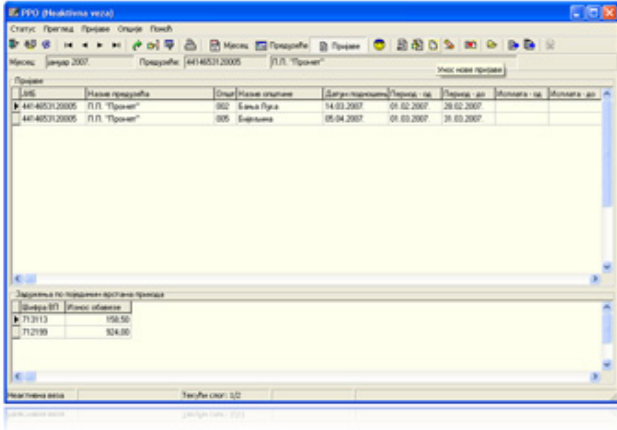 PPO (Neaktivna veza)
Статус Преглед Пријаве Опције Помоћ
Мјесец Предузеће Пријаве
Мјесец: јануар 2007. Предузеће: 4414653120005 П.П. "Пронет"
Унос нове пријаве
Пријаве
ЈИБ Назив предузећа Општ Назив општине Датум подношењ Период - од Период - до Исплата - од Исплата - до
4414653120005 П.П. "Пронет" 002 Бања Лука 14.03.2007. 01.02.2007. 28.02.2007.
4414653120005 П.П. "Пронет" 005 Бијељина 05.04.2007. 01.03.2007. 31.03.2007.
Задужења по појединим врстама прихода
Шифра ВП Износ обавезе
713113 158,50
712199 924,00
Неактивна веза Текући слог: 1/2